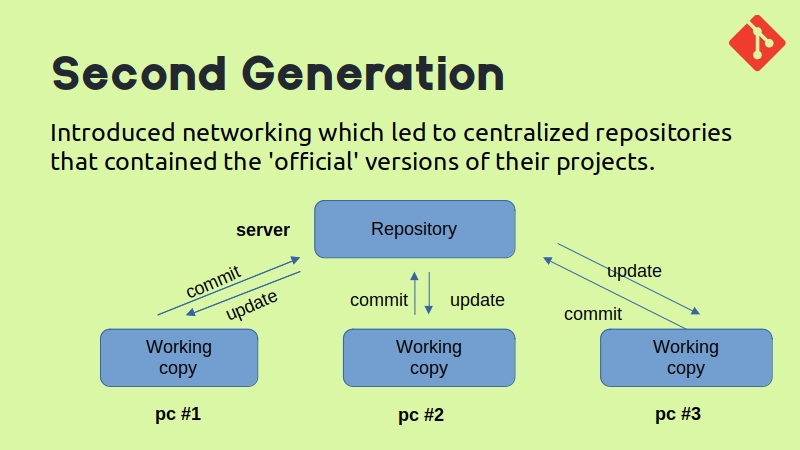 Second Generation
Introduced networking which led to centralized repositories
that contained the 'official' versions of their projects.
server
Repository
commit
update
commit
update
update
commit
Working
copy
Working
copy
Working
copy
pc #1
pc #2
pc #3